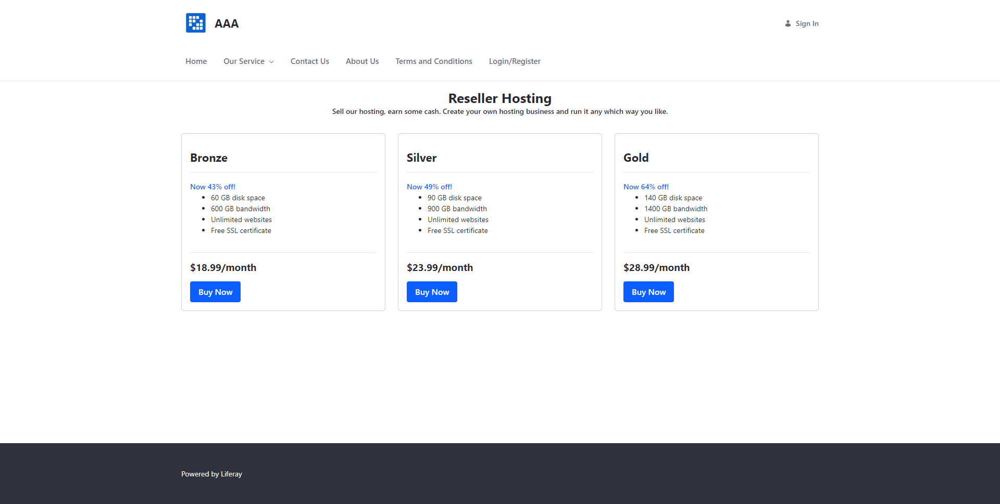 AAA
Sign In
Home
Our Service
Contact Us
About Us
Terms and Conditions
Login/Register
Reseller Hosting
Sell our hosting, earn some cash. Create your own hosting business and run it any which way you like.
Bronze
Now 43% off!
60 GB disk space
600 GB bandwidth
Unlimited websites
Free SSL certificate
$18.99/month
Buy Now
Silver
Now 49% off!
90 GB disk space
900 GB bandwidth
Unlimited websites
Free SSL certificate
$23.99/month
Buy Now
Gold
Now 64% off!
140 GB disk space
1400 GB bandwidth
Unlimited websites
Free SSL certificate
$28.99/month
Buy Now
Powered by Liferay